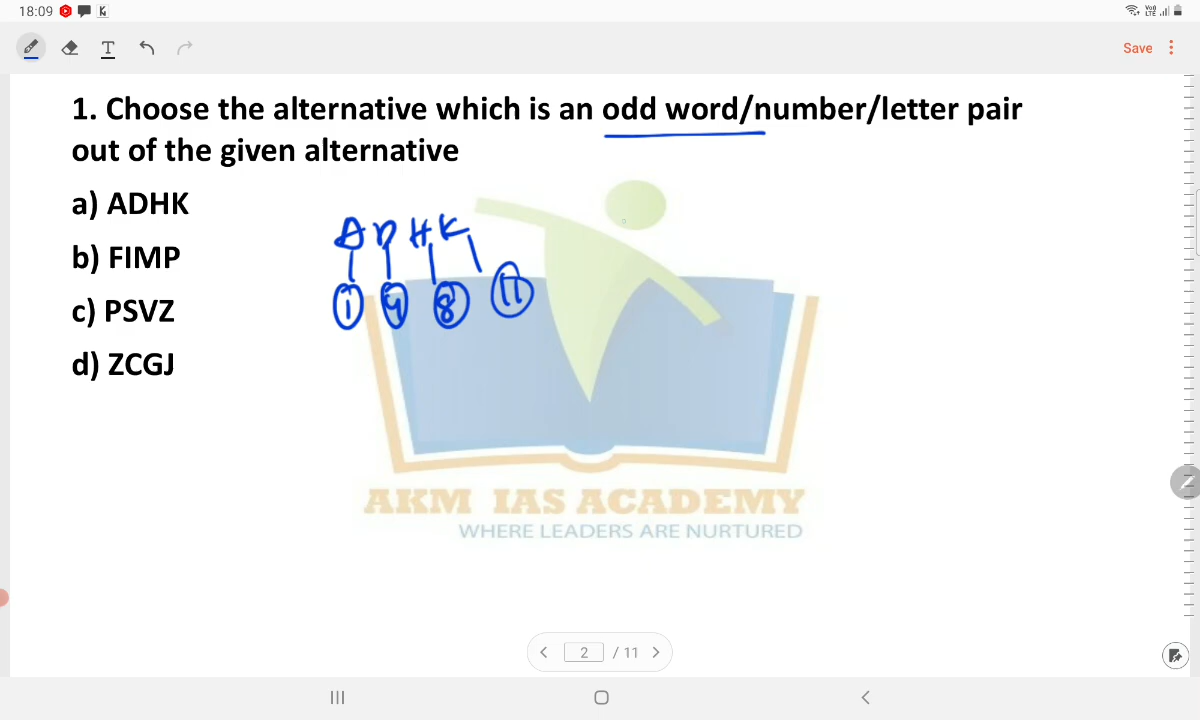 18:09
Save
1. Choose the alternative which is an odd word/number/letter pair
out of the given alternative
a) ADHK
b) FIMP
c) PSVZ
d) ZCGJ
A D H K
1 4 8 11
AKM IAS ACADEMY
WHERE LEADERS ARE NURTURED
2 / 11